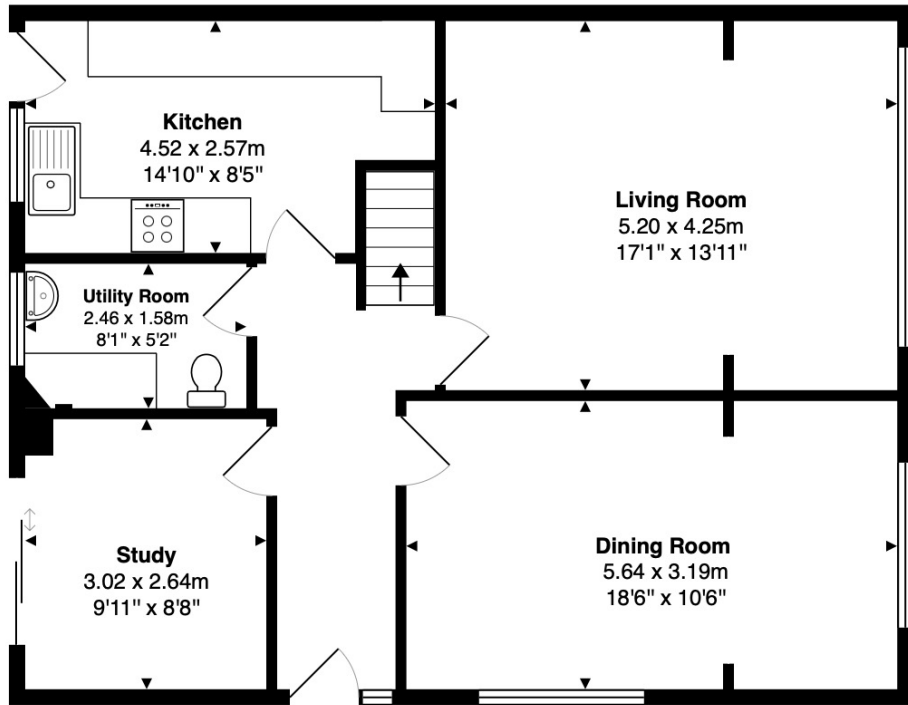 Kitchen
4.52 x 2.57m
14'10" x 8'5"
Living Room
5.20 x 4.25m
17'1" x 13'11"
Utility Room
2.46 x 1.58m
8'1" x 5'2"
Study
3.02 x 2.64m
9'11" x 8'8"
Dining Room
5.64 x 3.19m
18'6" x 10'6"